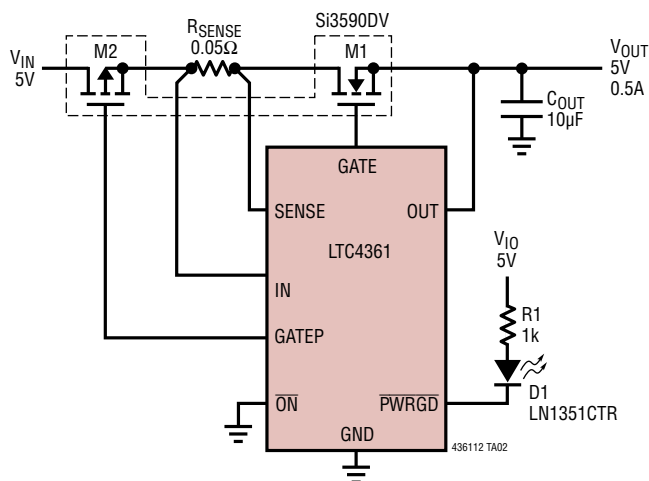 Si3590DV
RSENSE
0.05Ω
VIN
5V
M2
M1
VOUT
5V
0.5A
COUT
10µF
GATE
SENSE
OUT
LTC4361
VIO
5V
IN
R1
1k
GATEP
D1
LN1351CTR
ON
PWRGD
GND
436112 TA02